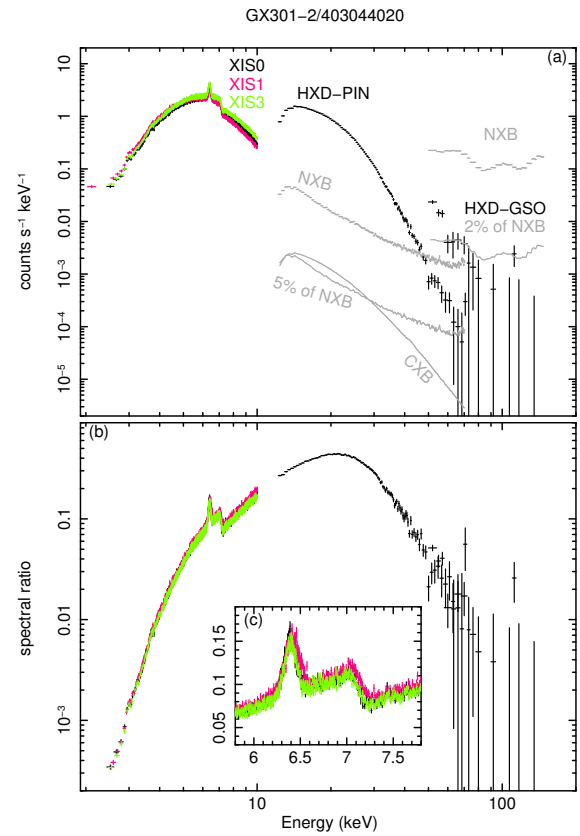 GX301−2/403044020
(a)
XIS0
XIS1
XIS3
HXD−PIN
NXB
NXB
HXD−GSO
2% of NXB
5% of NXB
CXB
counts s⁻¹ keV⁻¹
10
1
0.1
0.01
10⁻³
10⁻⁴
10⁻⁵
(b)
spectral ratio
0.1
0.01
10⁻³
(c)
0.15
0.1
0.05
6 6.5 7 7.5
10 100
Energy (keV)